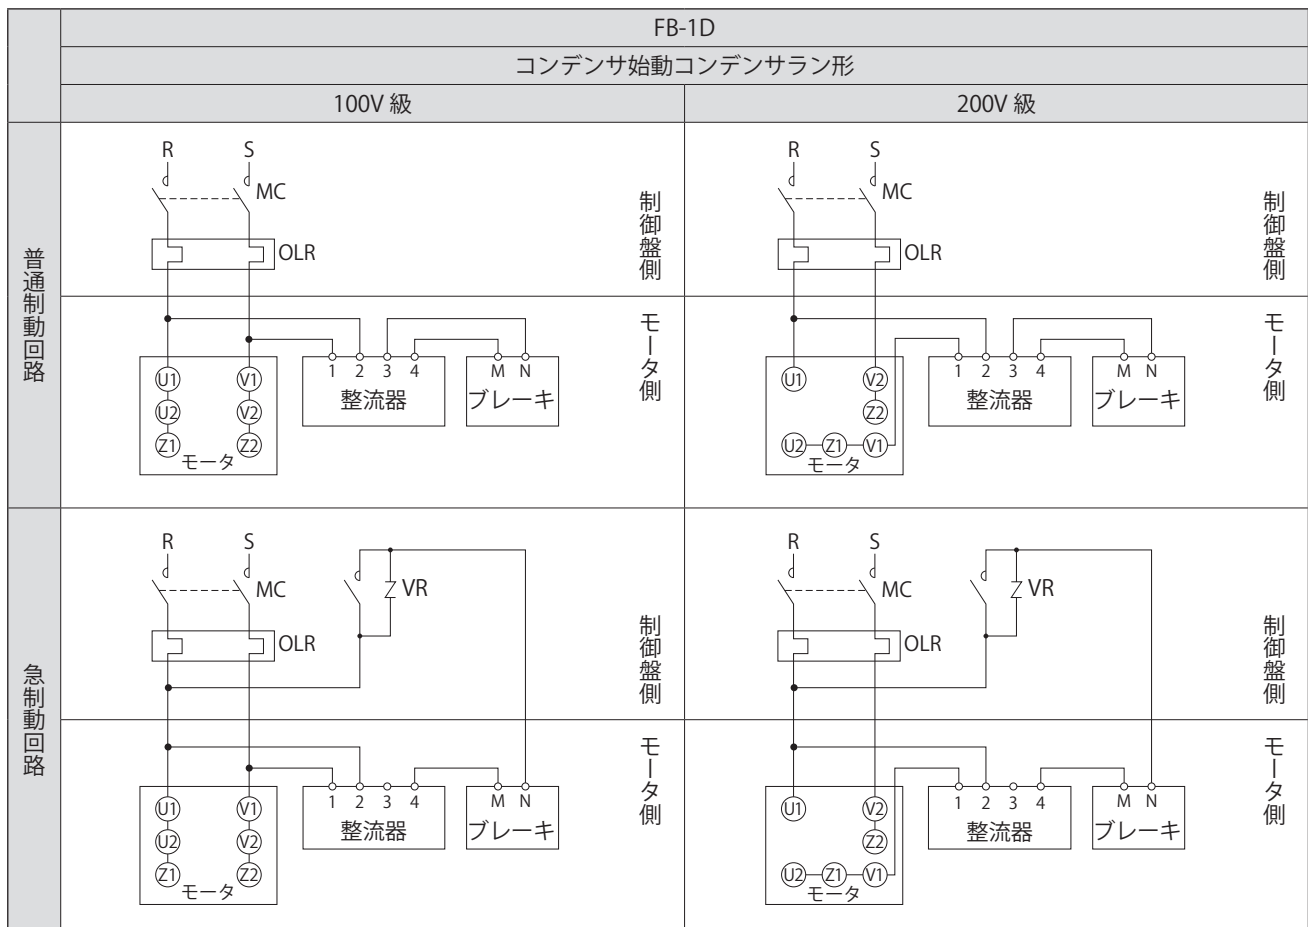 FB-1D
コンデンサ始動コンデンサラン形
100V 級
200V 級
普通制動回路
R
S
MC
OLR
制御盤側
モータ側
U1
V1
U2
V2
Z1
Z2
モータ
1
2
3
4
整流器
M
N
ブレーキ
R
S
MC
OLR
制御盤側
モータ側
U1
V2
Z2
U2
Z1
V1
モータ
1
2
3
4
整流器
M
N
ブレーキ
急制動回路
R
S
MC
VR
OLR
制御盤側
モータ側
U1
V1
U2
V2
Z1
Z2
モータ
1
2
3
4
整流器
M
N
ブレーキ
R
S
MC
VR
OLR
制御盤側
モータ側
U1
V2
Z2
U2
Z1
V1
モータ
1
2
3
4
整流器
M
N
ブレーキ